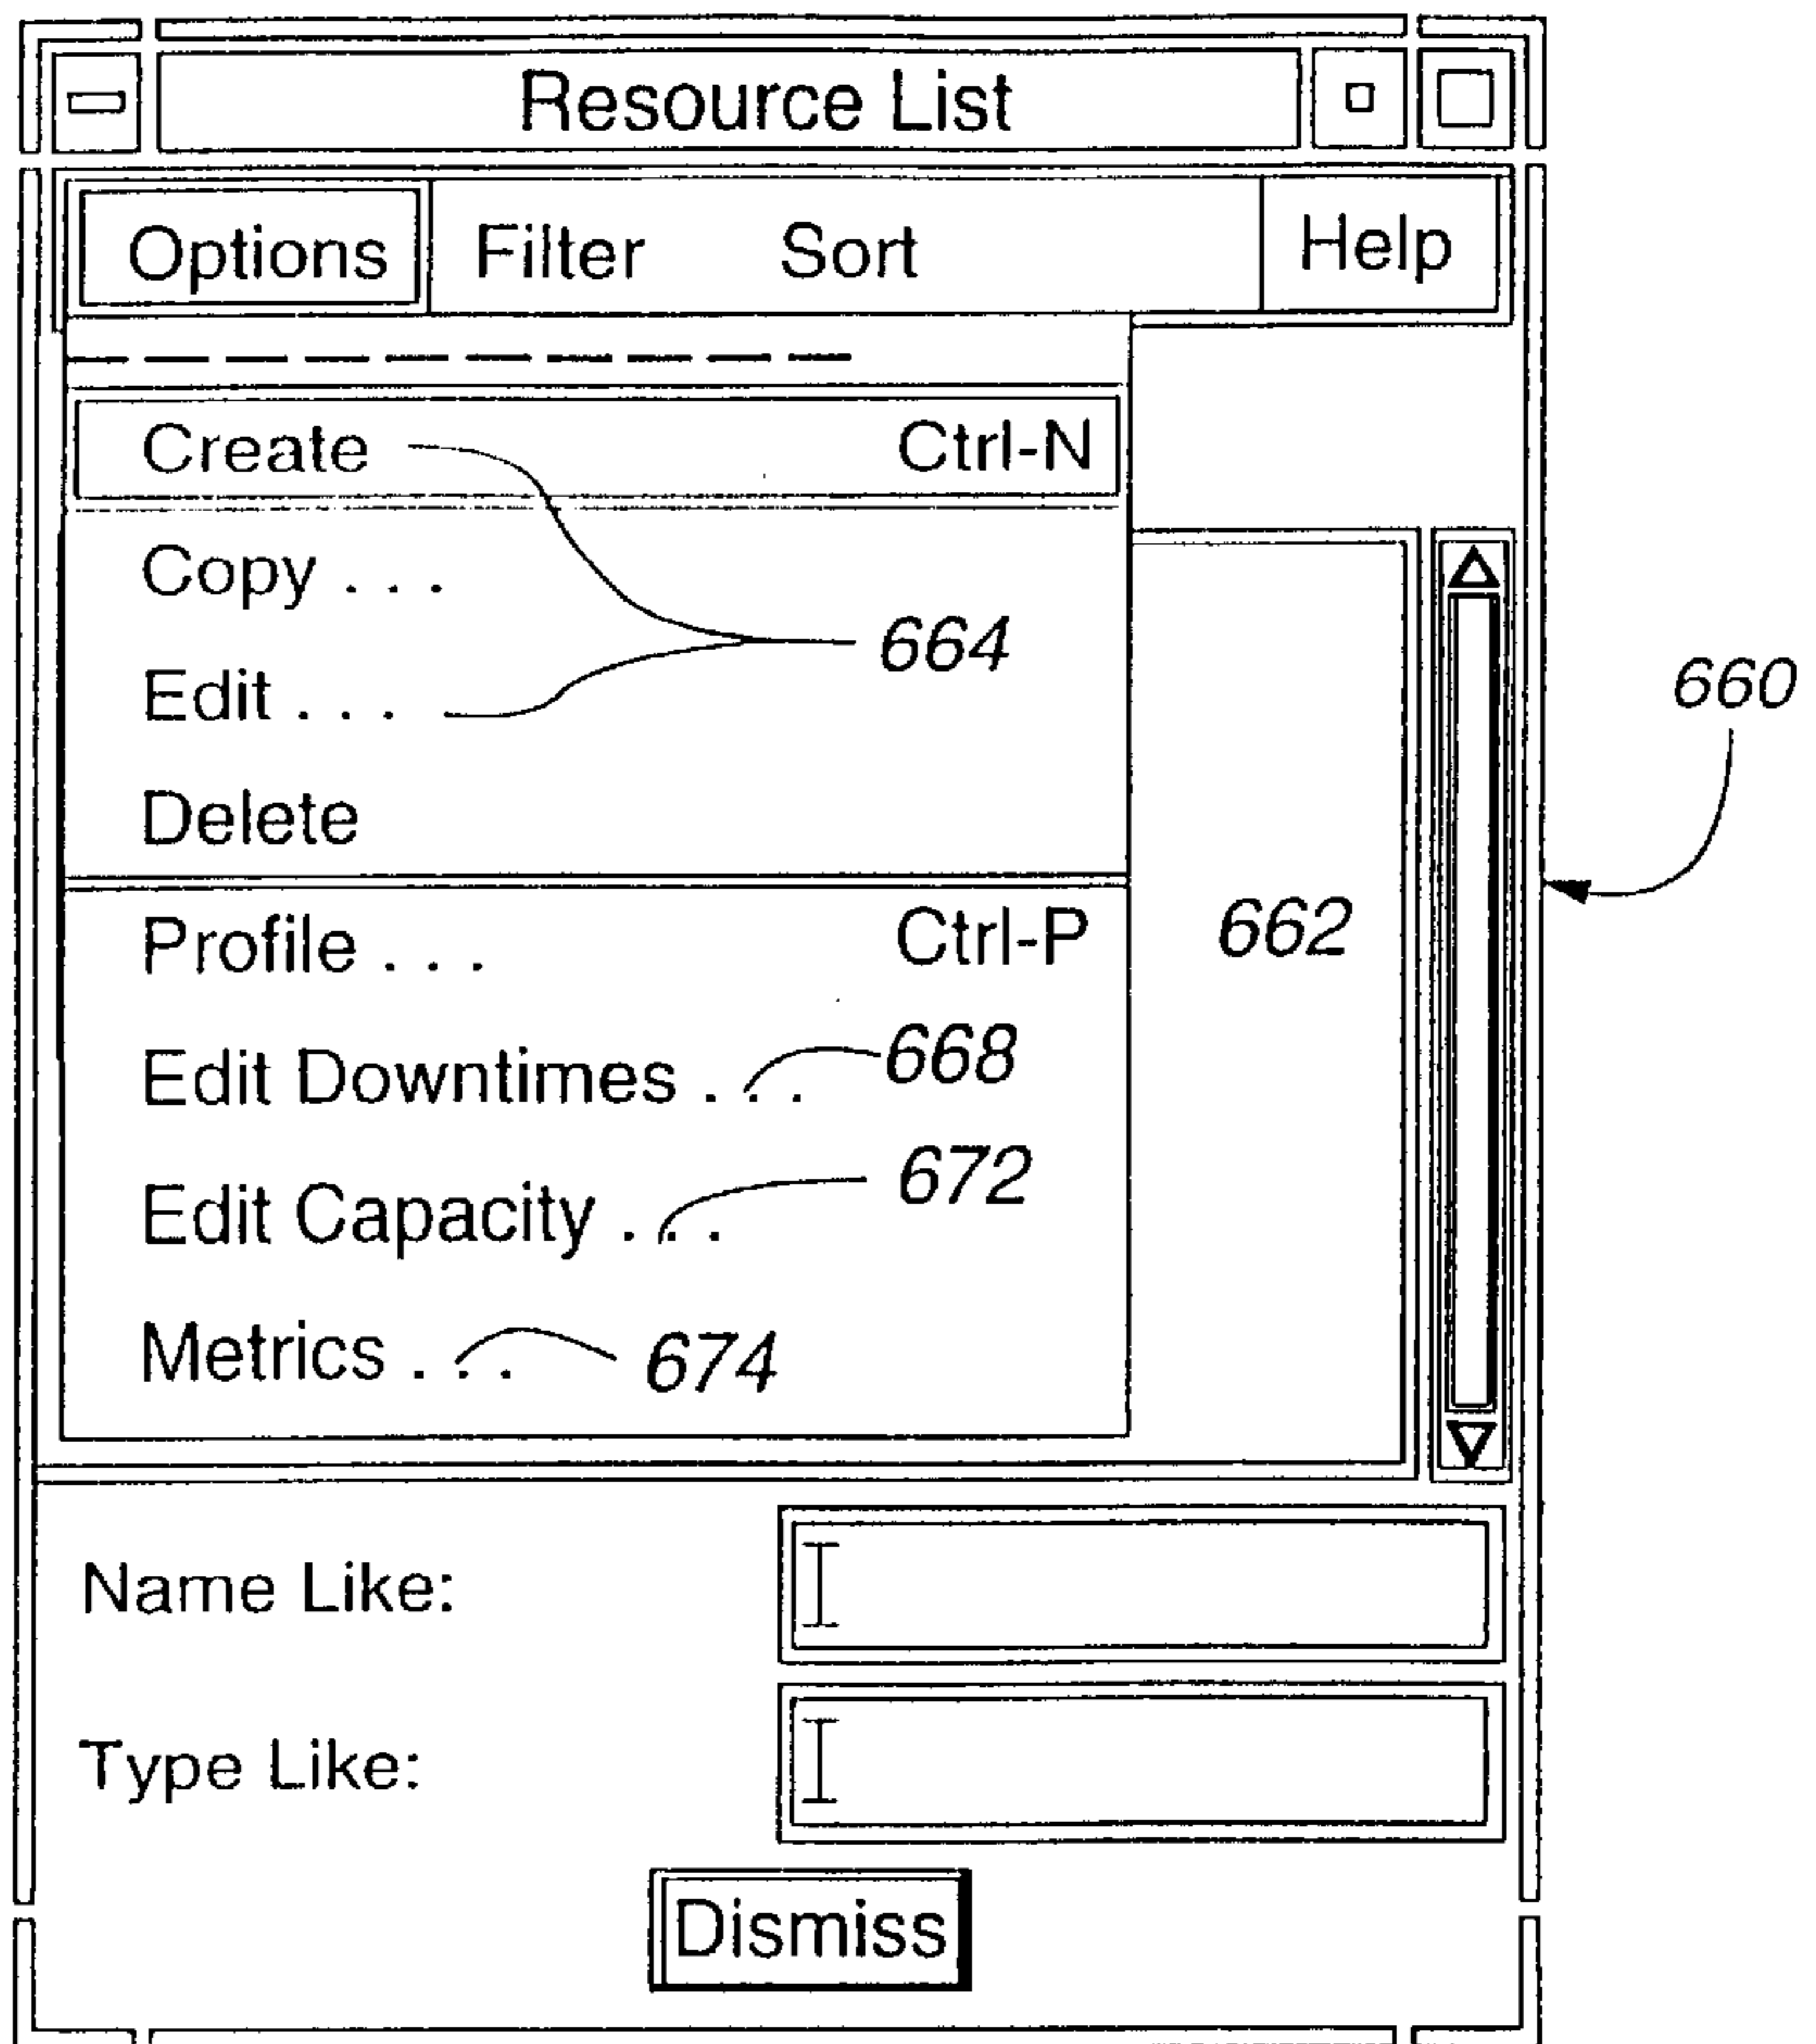 Resource List
Options Filter Sort Help
Create Ctrl-N
Copy . . .
664
Edit . . .
660
Delete
Profile . . . Ctrl-P
662
Edit Downtimes . . . 668
Edit Capacity . . . 672
Metrics . . . 674
Name Like:
Type Like:
Dismiss